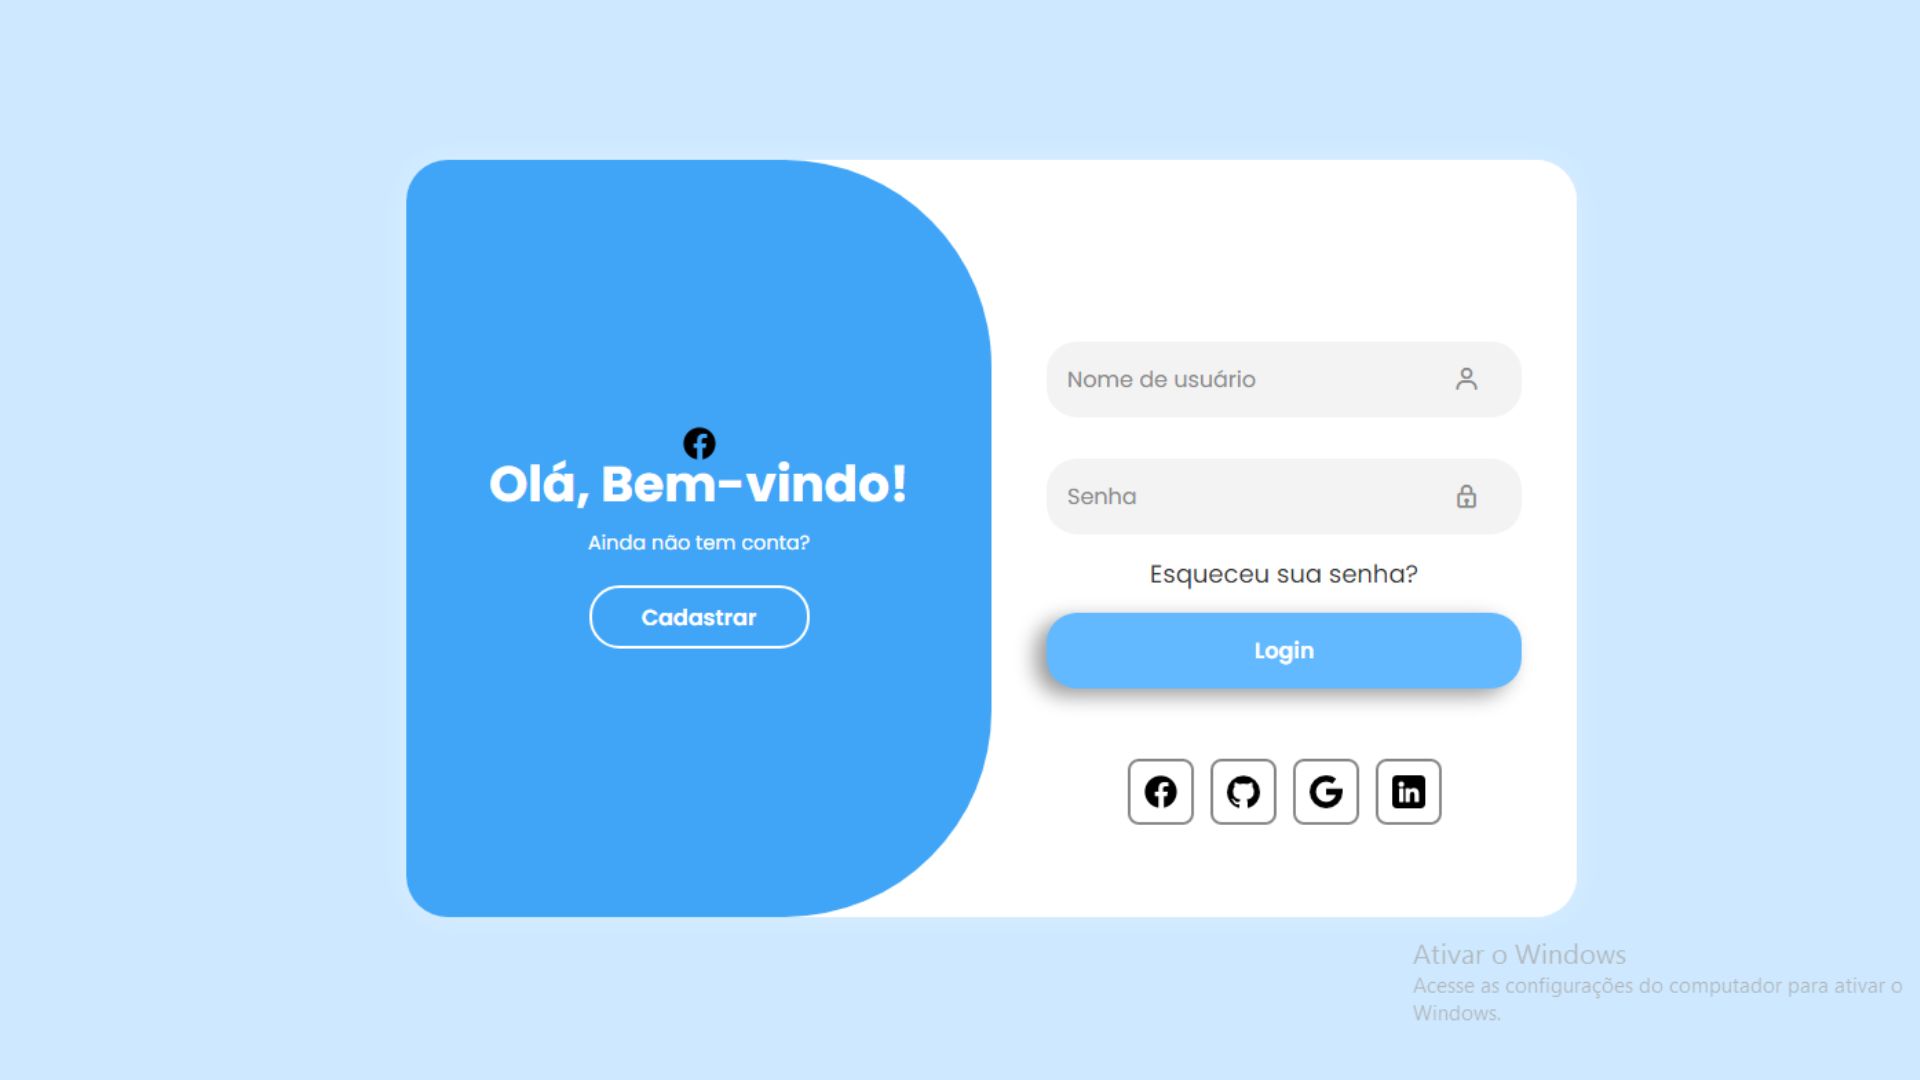 Olá, Bem-vindo!
Ainda não tem conta?
Cadastrar
Nome de usuário
Senha
Esqueceu sua senha?
Login
Ativar o Windows
Acesse as configurações do computador para ativar o
Windows.